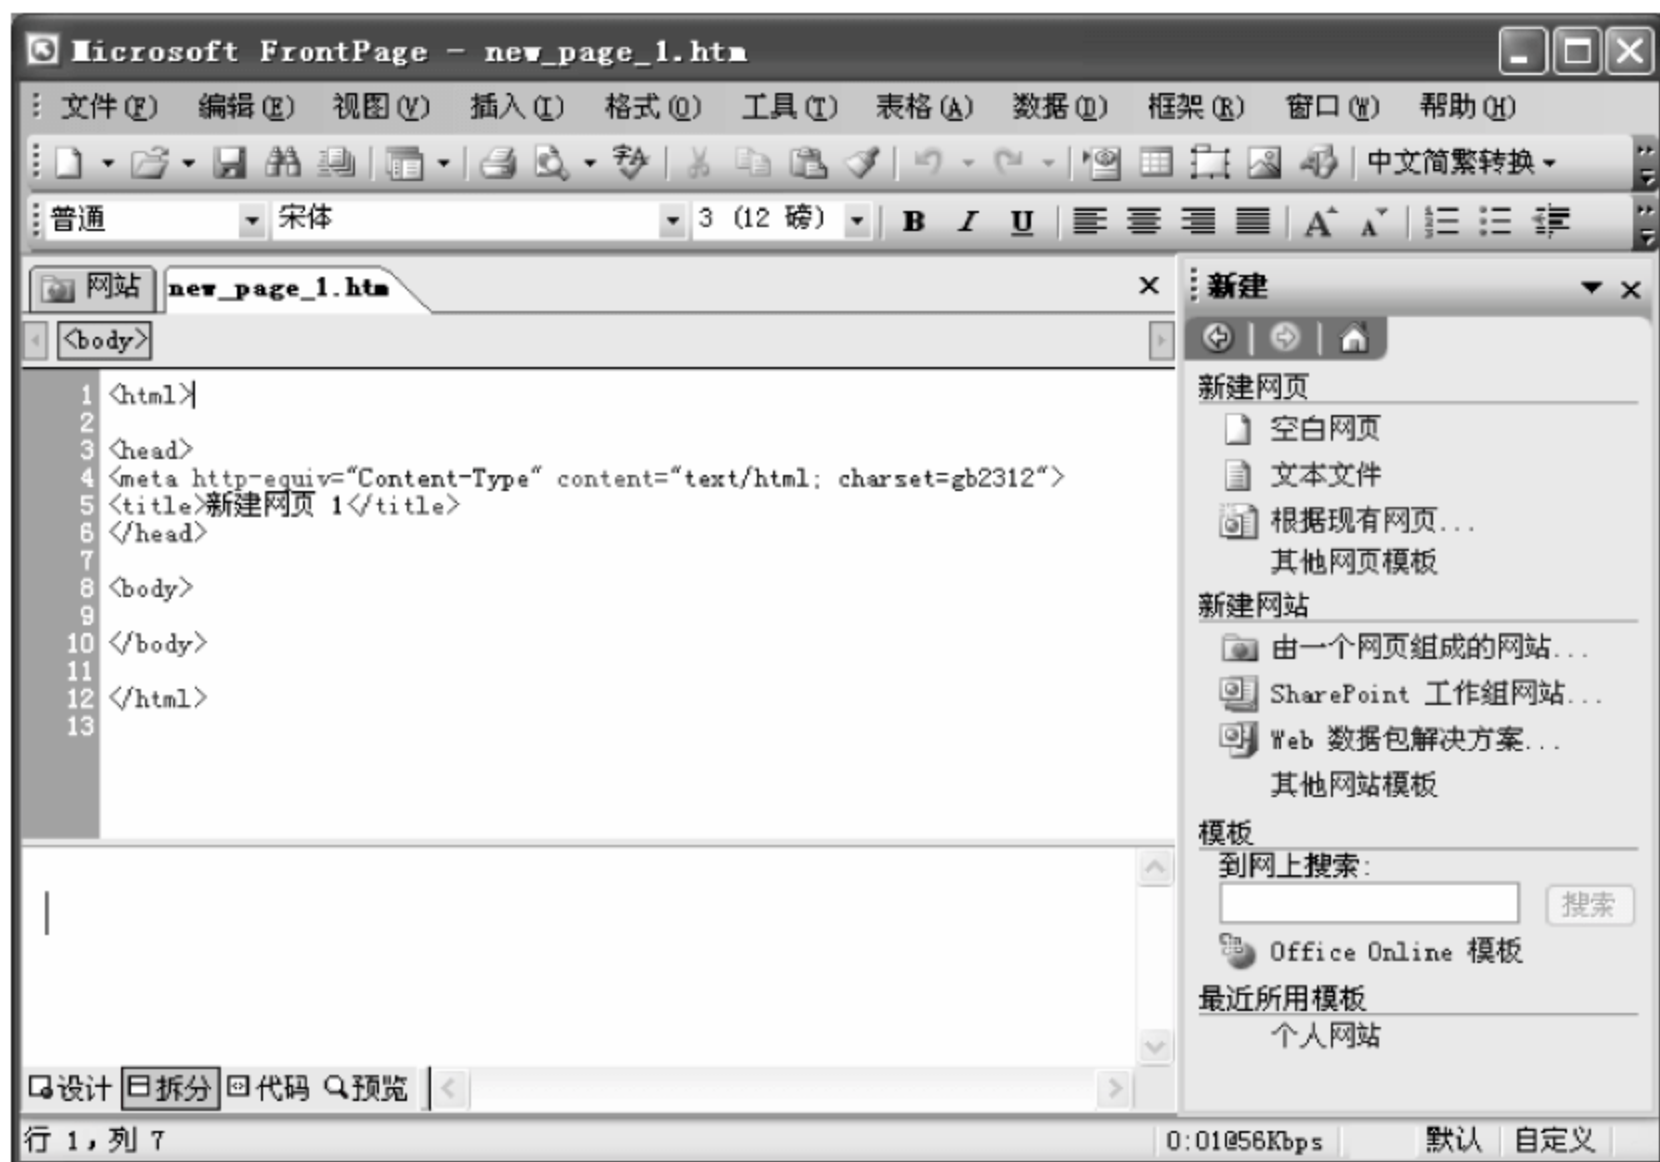 Microsoft FrontPage - new_page_1.htm
文件(F) 编辑(E) 视图(V) 插入(I) 格式(O) 工具(T) 表格(A) 数据(D) 框架(R) 窗口(W) 帮助(H)
中文简繁转换
普通 宋体 3 (12 磅) B I U A A
网站 new_page_1.htm
<body>
1 <html>
2
3 <head>
4 <meta http-equiv="Content-Type" content="text/html; charset=gb2312">
5 <title>新建网页 1</title>
6 </head>
7
8 <body>
9
10 </body>
11
12 </html>
13
设计 拆分 代码 预览
新建
新建网页
空白网页
文本文件
根据现有网页...
其他网页模板
新建网站
由一个网页组成的网站...
SharePoint 工作组网站...
Web 数据包解决方案...
其他网站模板
模板
到网上搜索:
搜索
Office Online 模板
最近所用模板
个人网站
行 1, 列 7 0:01@56Kbps 默认 自定义